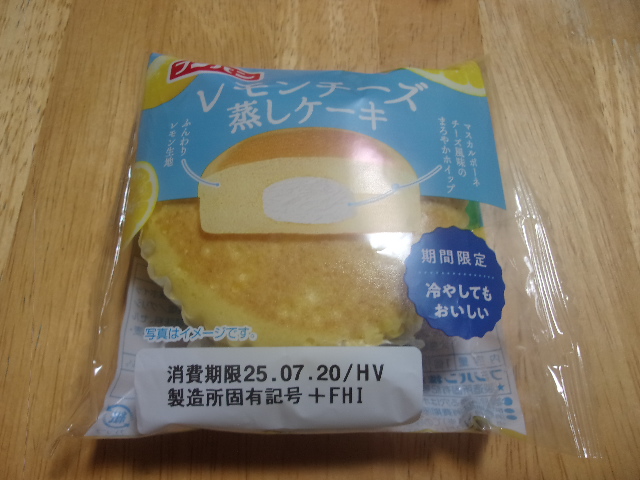 レモンチーズ
蒸しケーキ
ふんわり
レモン生地
マスカルポーネ
チーズ風味の
まろやかホイップ
期間限定
冷やしても
おいしい
写真はイメージです。
消費期限25.07.20/HV
製造所固有記号+FHI